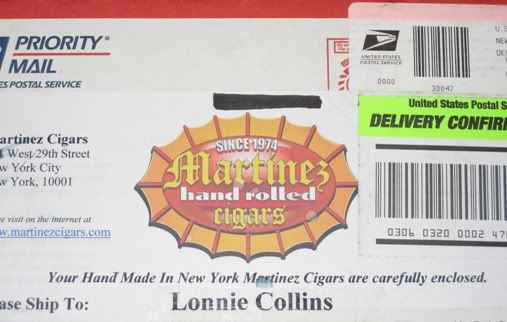 PRIORITY®
MAIL
ES POSTAL SERVICE
UNITED STATES
POSTAL SERVICE
0000
U.S
NE
DE
30047
United States Postal S
DELIVERY CONFIR
0306 0320 0002 47
artinez Cigars
West 29th Street
w York City
w York, 10001
e visit on the internet at
w.martinezcigars.com
SINCE 1974
Martinez
hand rolled
cigars
Your Hand Made In New York Martinez Cigars are carefully enclosed.
ase Ship To:
Lonnie Collins